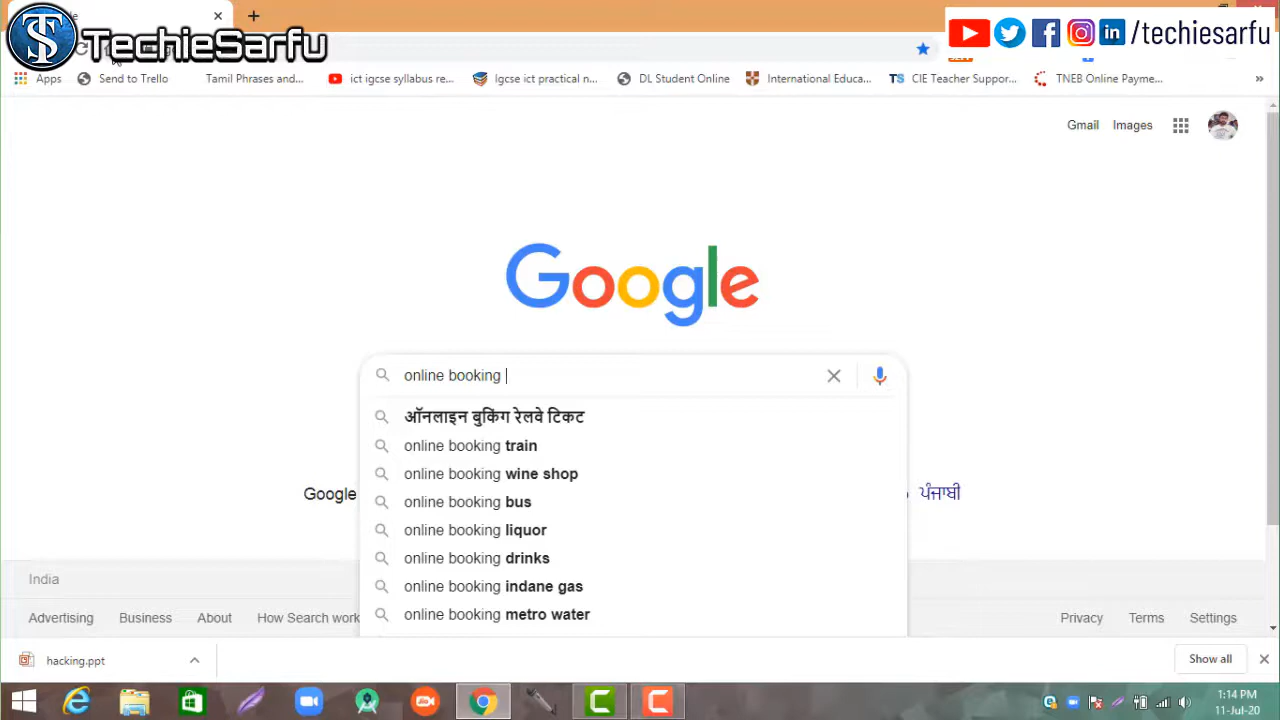 TechieSarfu
/techiesarfu
Apps
Send to Trello
Tamil Phrases and...
ict igcse syllabus re...
Igcse ict practical n...
DL Student Online
International Educa...
CIE Teacher Suppor...
TNEB Online Payme...
Gmail
Images
Google
online booking
ऑनलाइन बुकिंग रेलवे टिकट
online booking train
online booking wine shop
online booking bus
online booking liquor
online booking drinks
online booking indane gas
online booking metro water
Google
ਪੰਜਾਬੀ
India
Advertising
Business
About
How Search work
Privacy
Terms
Settings
hacking.ppt
Show all
1:14 PM
11-Jul-20